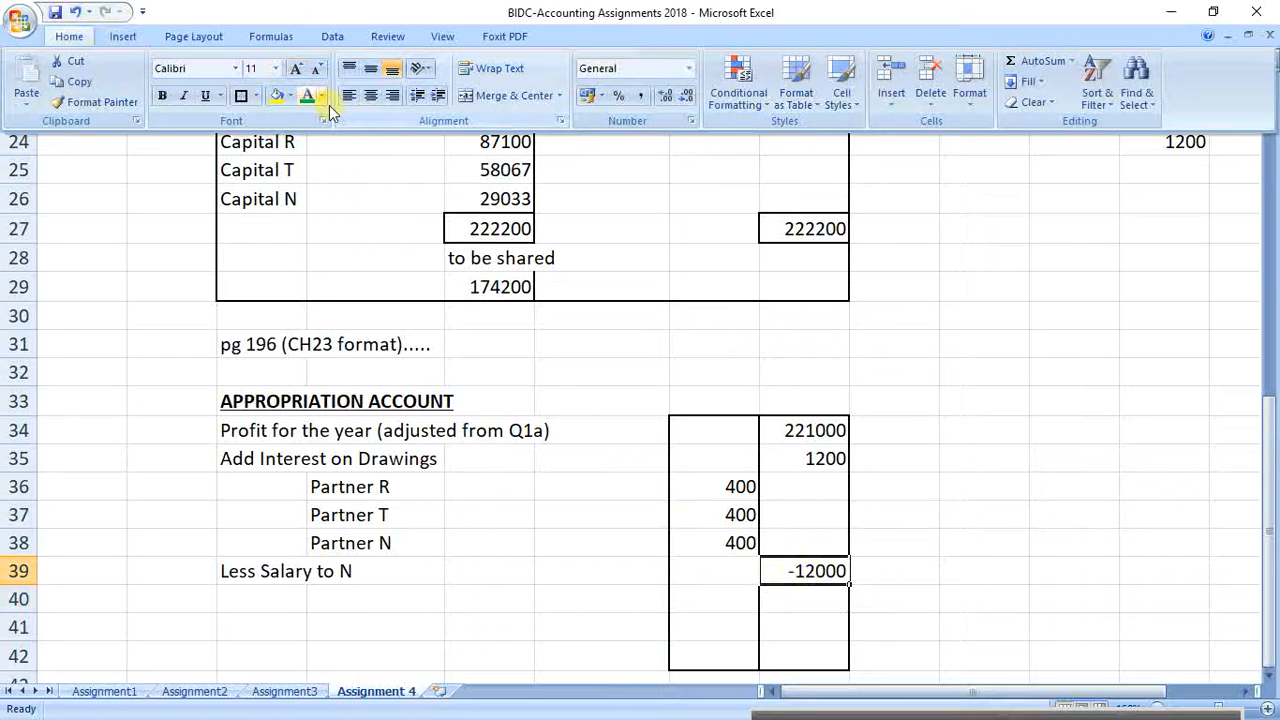 BIDC-Accounting Assignments 2018 - Microsoft Excel
Home Insert Page Layout Formulas Data Review View Foxit PDF
Cut Calibri 11 Wrap Text General AutoSum
Copy Fill
Paste Format Painter Merge & Center Conditional Formatting Format as Table Cell Styles Insert Delete Format Clear Sort & Filter Find & Select
Clipboard Font Alignment Number Styles Cells Editing
24 Capital R 87100 1200
25 Capital T 58067
26 Capital N 29033
27 222200 222200
28 to be shared
29 174200
30
31 pg 196 (CH23 format).....
32
33 APPROPRIATION ACCOUNT
34 Profit for the year (adjusted from Q1a) 221000
35 Add Interest on Drawings 1200
36 Partner R 400
37 Partner T 400
38 Partner N 400
39 Less Salary to N -12000
40
41
42
Assignment1 Assignment2 Assignment3 Assignment 4
Ready